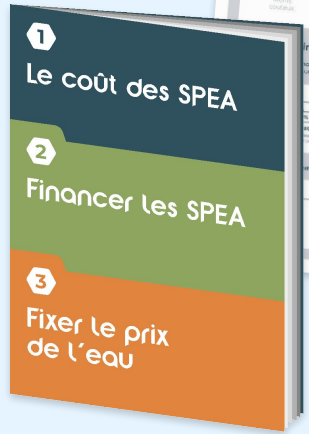 1
Le coût des SPEA
2
Financer les SPEA
3
Fixer le prix
de l'eau